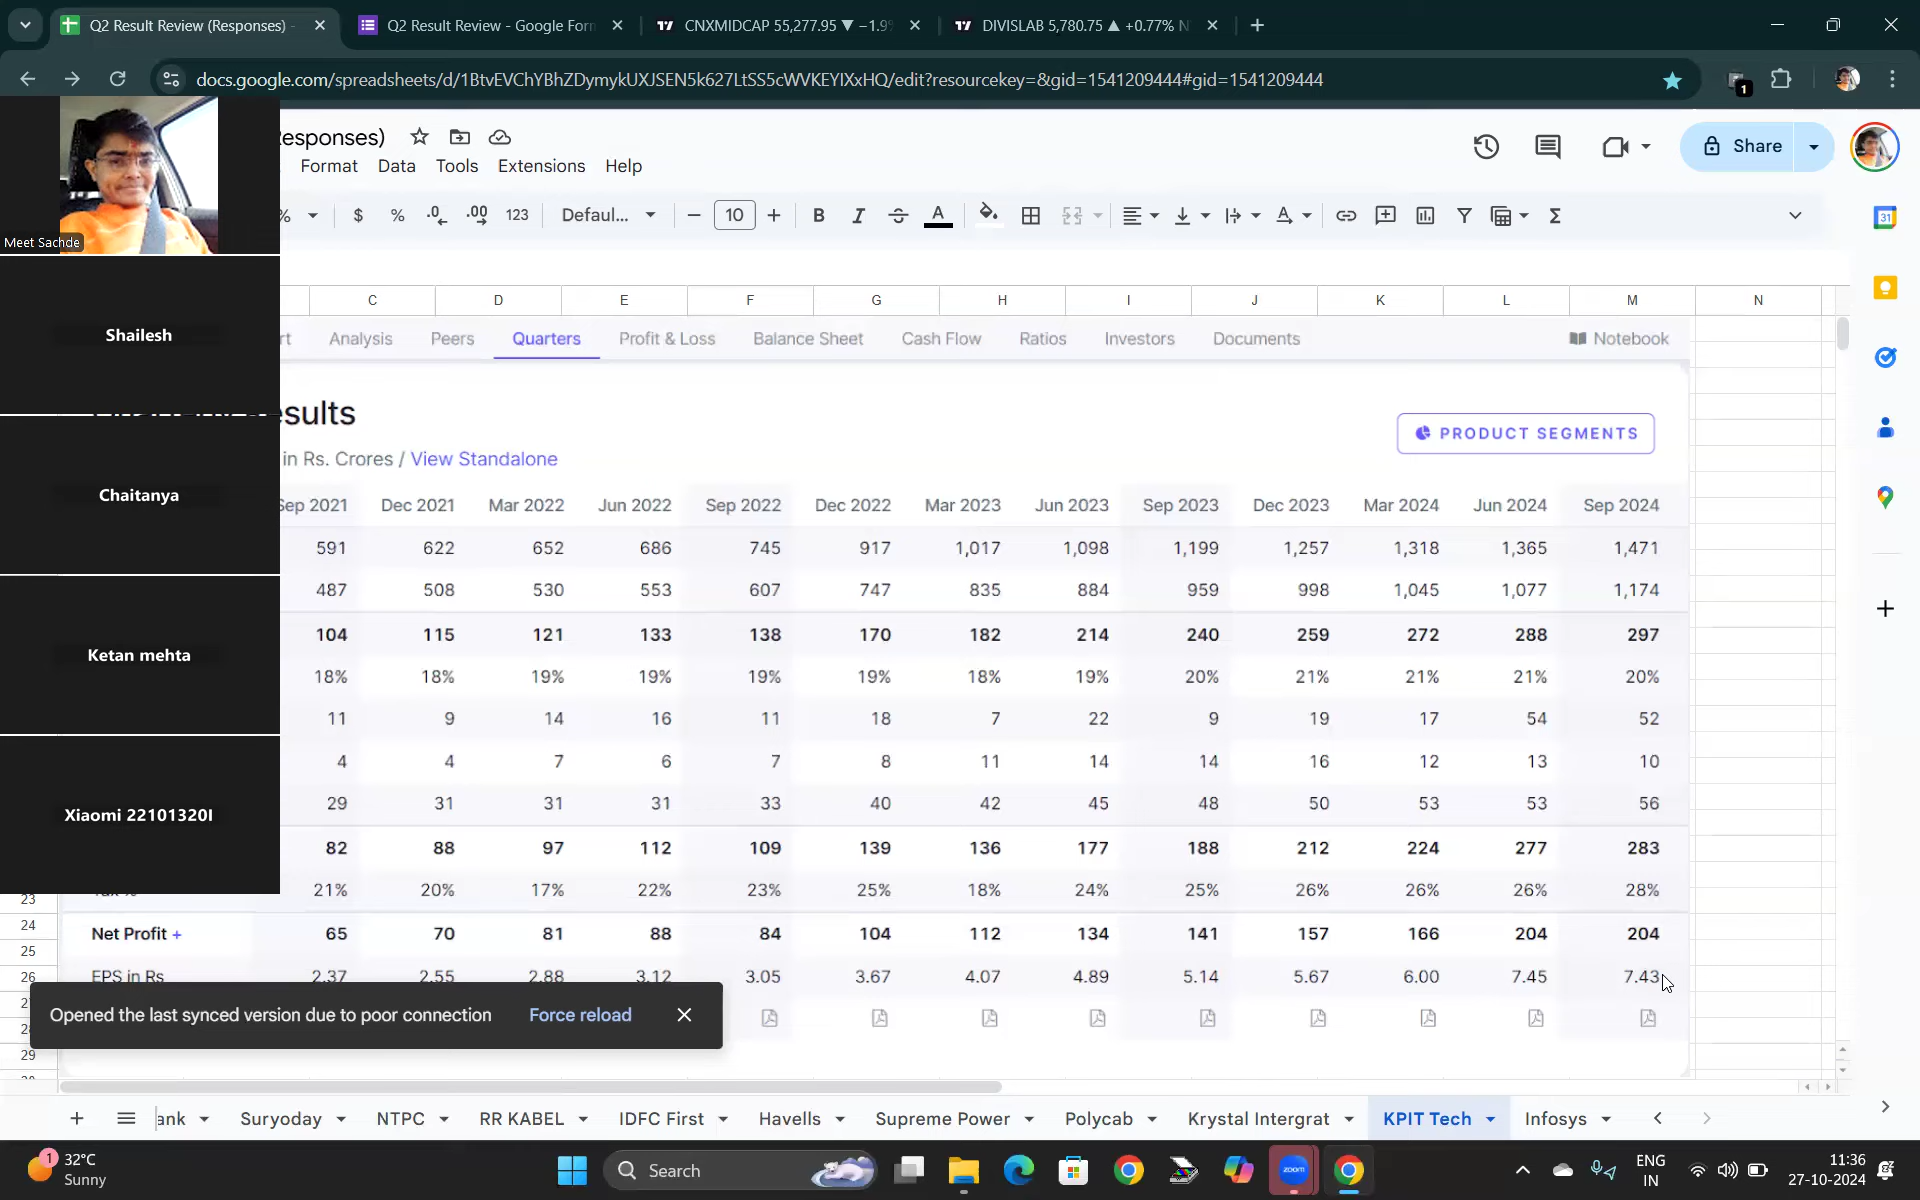 Q2 Result Review (Responses) -
Q2 Result Review - Google Forn
CNXMIDCAP 55,277.95 ▼ −1.9%
DIVISLAB 5,780.75 ▲ +0.77% N
docs.google.com/spreadsheets/d/1BtvEVChYBhZDymykUXJSEN5k627LtSS5cWVKEYlXxHQ/edit?resourcekey=&gid=1541209444#gid=1541209444
1
Responses)
Format Data Tools Extensions Help
Share
% $ % .0 .00 123 Defaul... 10 B I A Σ
31
Meet Sachde
Shailesh
Chaitanya
Ketan mehta
Xiaomi 22101320I
C D E F G H I J K L M N
rt Analysis Peers Quarters Profit & Loss Balance Sheet Cash Flow Ratios Investors Documents Notebook
esults
PRODUCT SEGMENTS
in Rs. Crores / View Standalone
Sep 2021 Dec 2021 Mar 2022 Jun 2022 Sep 2022 Dec 2022 Mar 2023 Jun 2023 Sep 2023 Dec 2023 Mar 2024 Jun 2024 Sep 2024
591 622 652 686 745 917 1,017 1,098 1,199 1,257 1,318 1,365 1,471
487 508 530 553 607 747 835 884 959 998 1,045 1,077 1,174
104 115 121 133 138 170 182 214 240 259 272 288 297
18% 18% 19% 19% 19% 19% 18% 19% 20% 21% 21% 21% 20%
11 9 14 16 11 18 7 22 9 19 17 54 52
4 4 7 6 7 8 11 14 14 16 12 13 10
29 31 31 31 33 40 42 45 48 50 53 53 56
82 88 97 112 109 139 136 177 188 212 224 277 283
21% 20% 17% 22% 23% 25% 18% 24% 25% 26% 26% 26% 28%
23
24
25
26
29
Net Profit + 65 70 81 88 84 104 112 134 141 157 166 204 204
EPS in Rs 2.37 2.55 2.88 3.12 3.05 3.67 4.07 4.89 5.14 5.67 6.00 7.45 7.43
Opened the last synced version due to poor connection Force reload
ank Suryoday NTPC RR KABEL IDFC First Havells Supreme Power Polycab Krystal Intergrat KPIT Tech Infosys
1
32°C
Sunny
Search
zoom
ENG
IN
11:36
27-10-2024